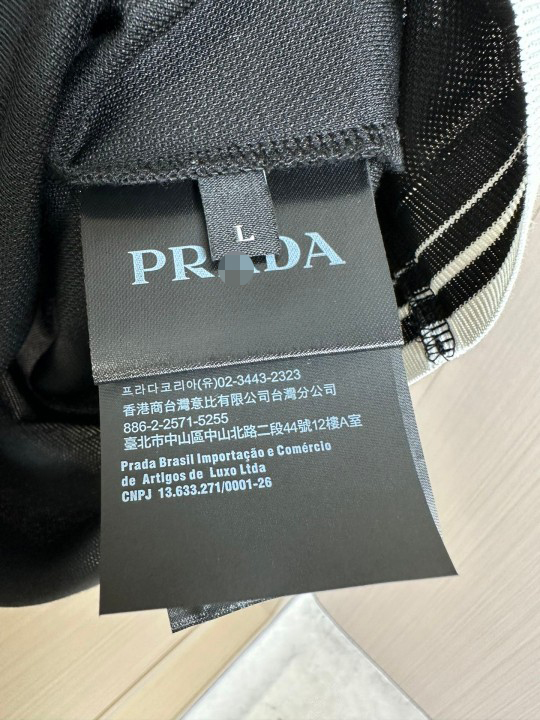 L
PRADA
프라다코리아(유)02-3443-2323
香港商台灣意比有限公司台灣分公司
886-2-2571-5255
臺北市中山區中山北路二段44號12樓A室
Prada Brasil Importação e Comércio
de Artigos de Luxo Ltda
CNPJ 13.633.271/0001-26